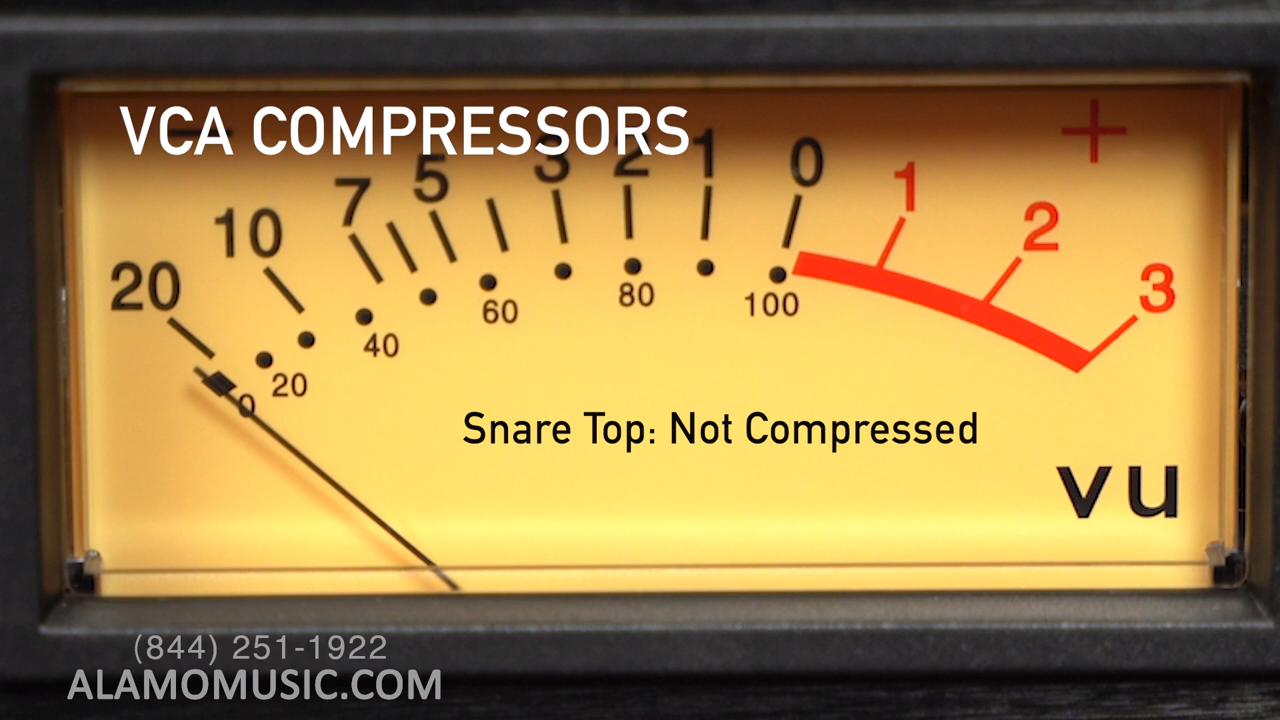 VCA COMPRESSORS
20 10 7 5 3 2 1 0 1 2 3
+
0 20 40 60 80 100
Snare Top: Not Compressed
vu
(844) 251-1922
ALAMOMUSIC.COM